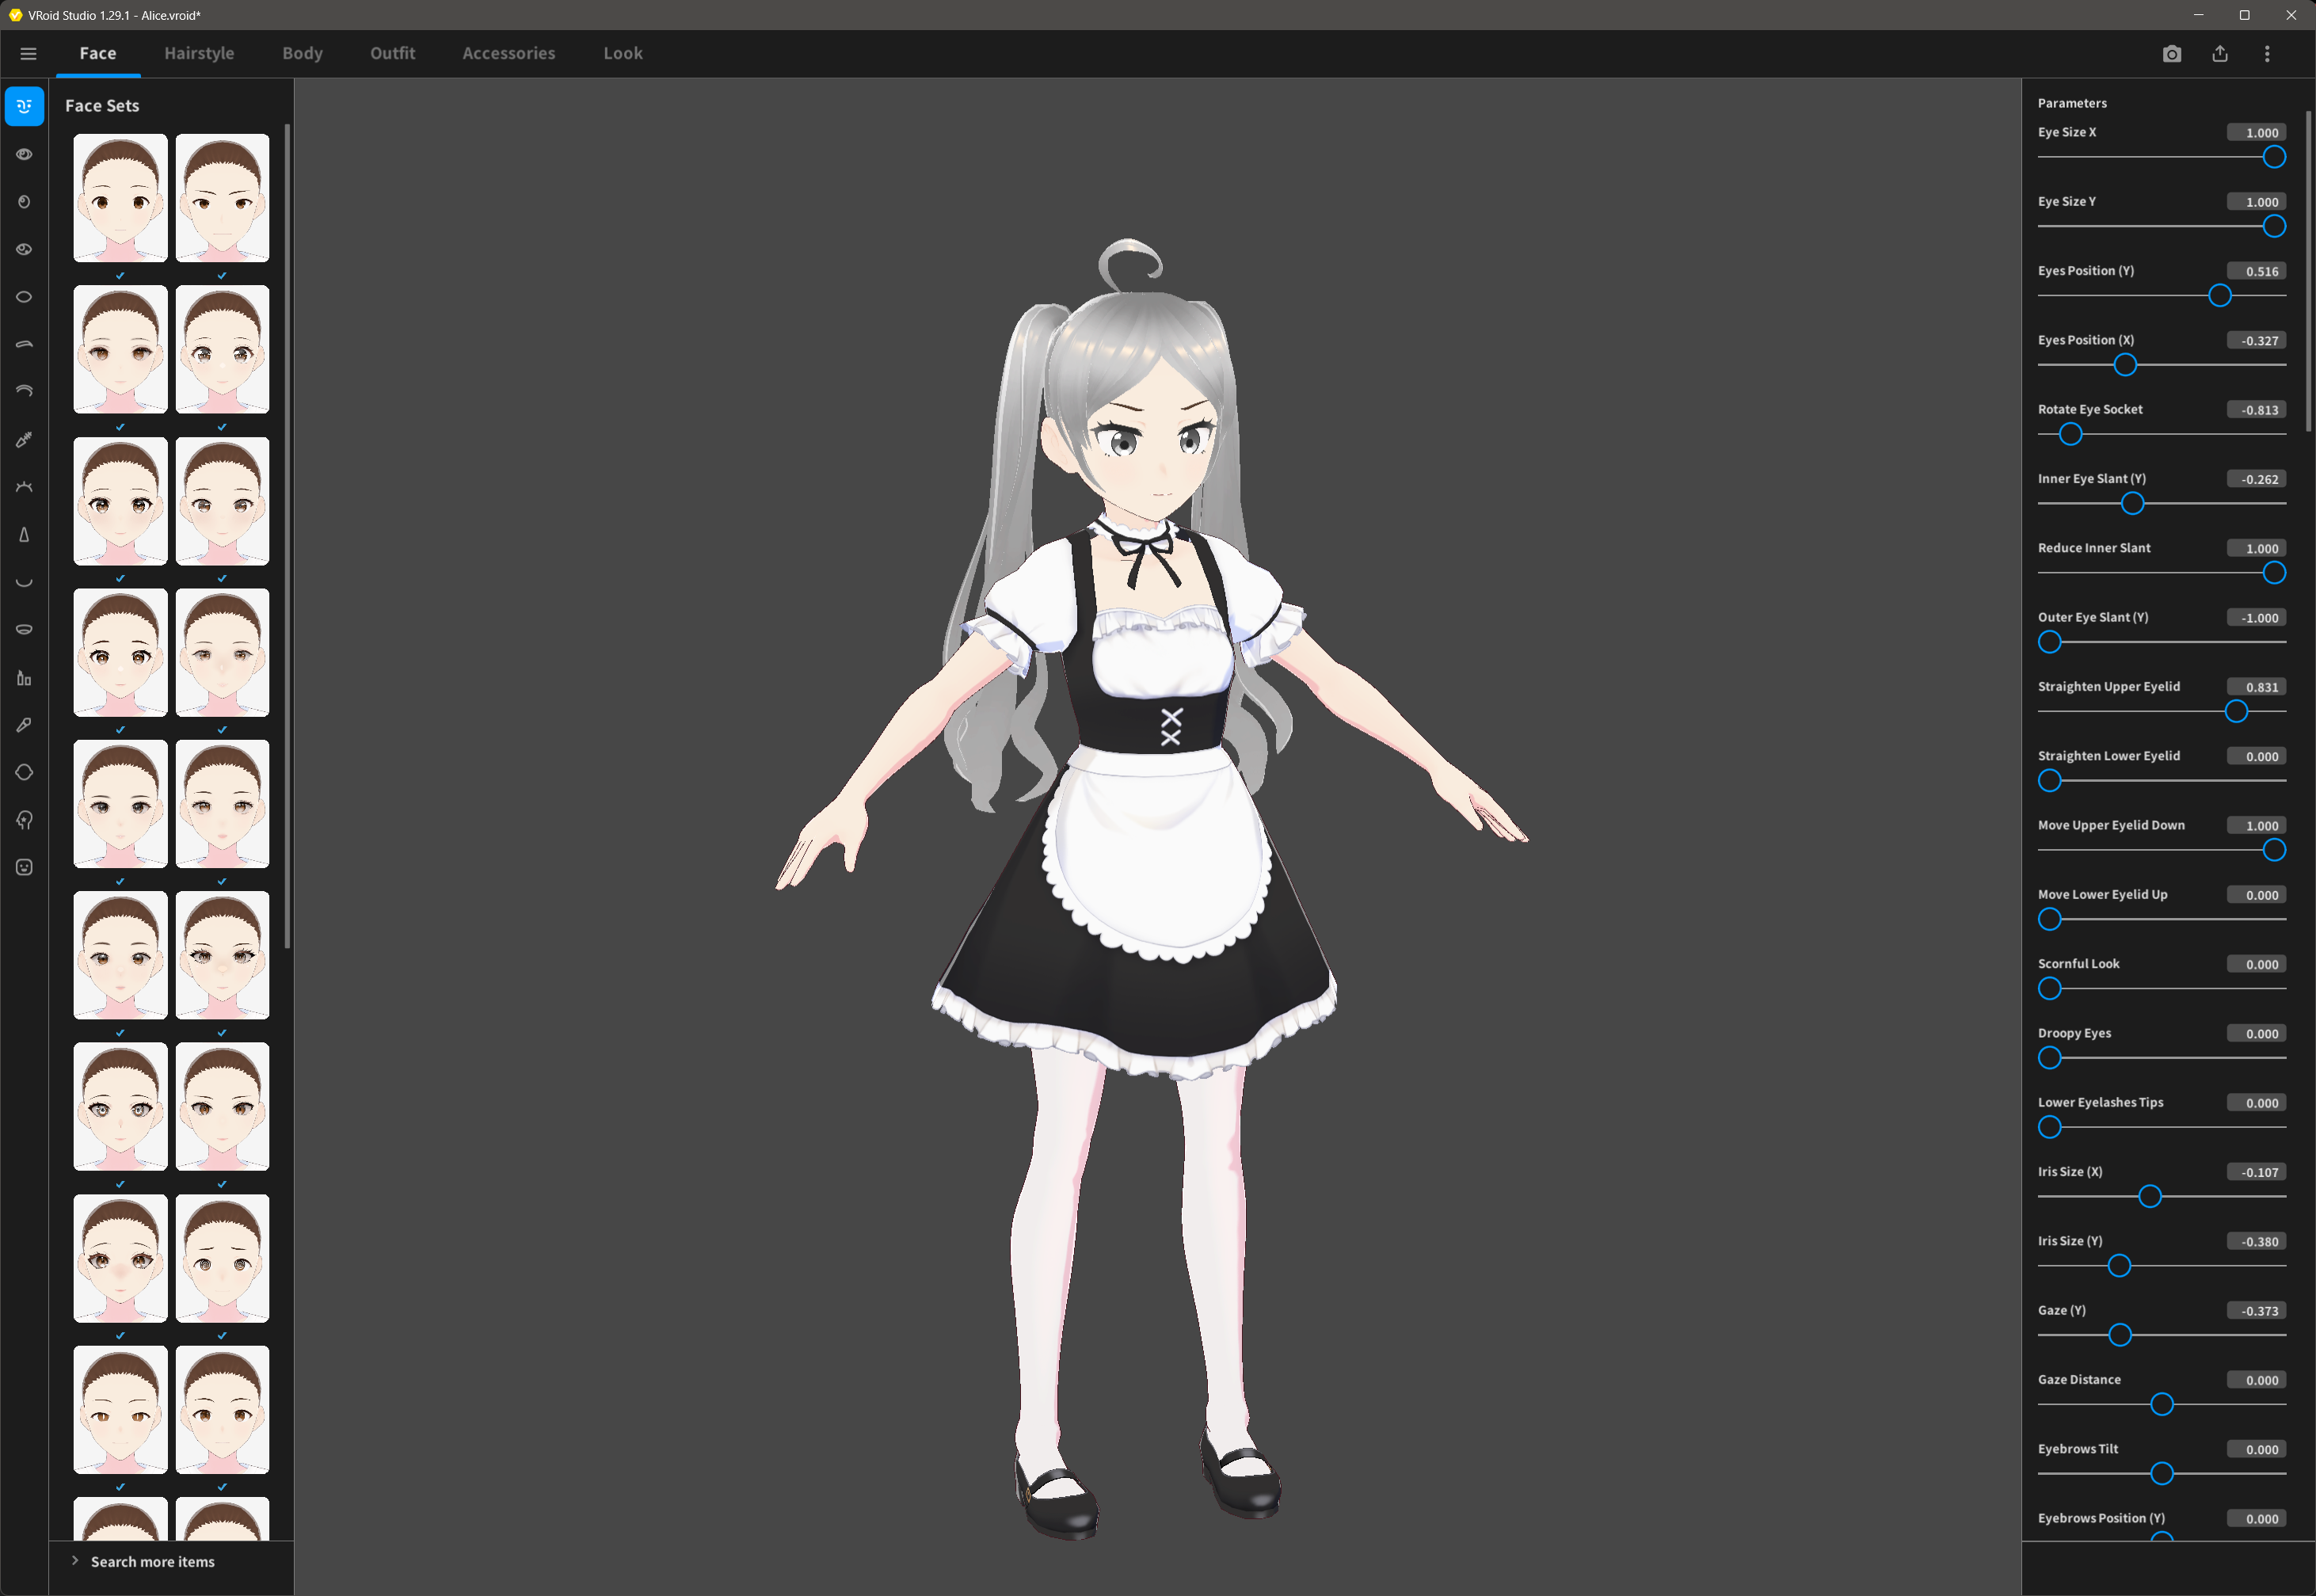 VRoid Studio 1.29.1 - Alice.vroid*
Face
Hairstyle
Body
Outfit
Accessories
Look
Face Sets
Search more items
Parameters
Eye Size X 1.000
Eye Size Y 1.000
Eyes Position (Y) 0.516
Eyes Position (X) -0.327
Rotate Eye Socket -0.813
Inner Eye Slant (Y) -0.262
Reduce Inner Slant 1.000
Outer Eye Slant (Y) -1.000
Straighten Upper Eyelid 0.831
Straighten Lower Eyelid 0.000
Move Upper Eyelid Down 1.000
Move Lower Eyelid Up 0.000
Scornful Look 0.000
Droopy Eyes 0.000
Lower Eyelashes Tips 0.000
Iris Size (X) -0.107
Iris Size (Y) -0.380
Gaze (Y) -0.373
Gaze Distance 0.000
Eyebrows Tilt 0.000
Eyebrows Position (Y) 0.000